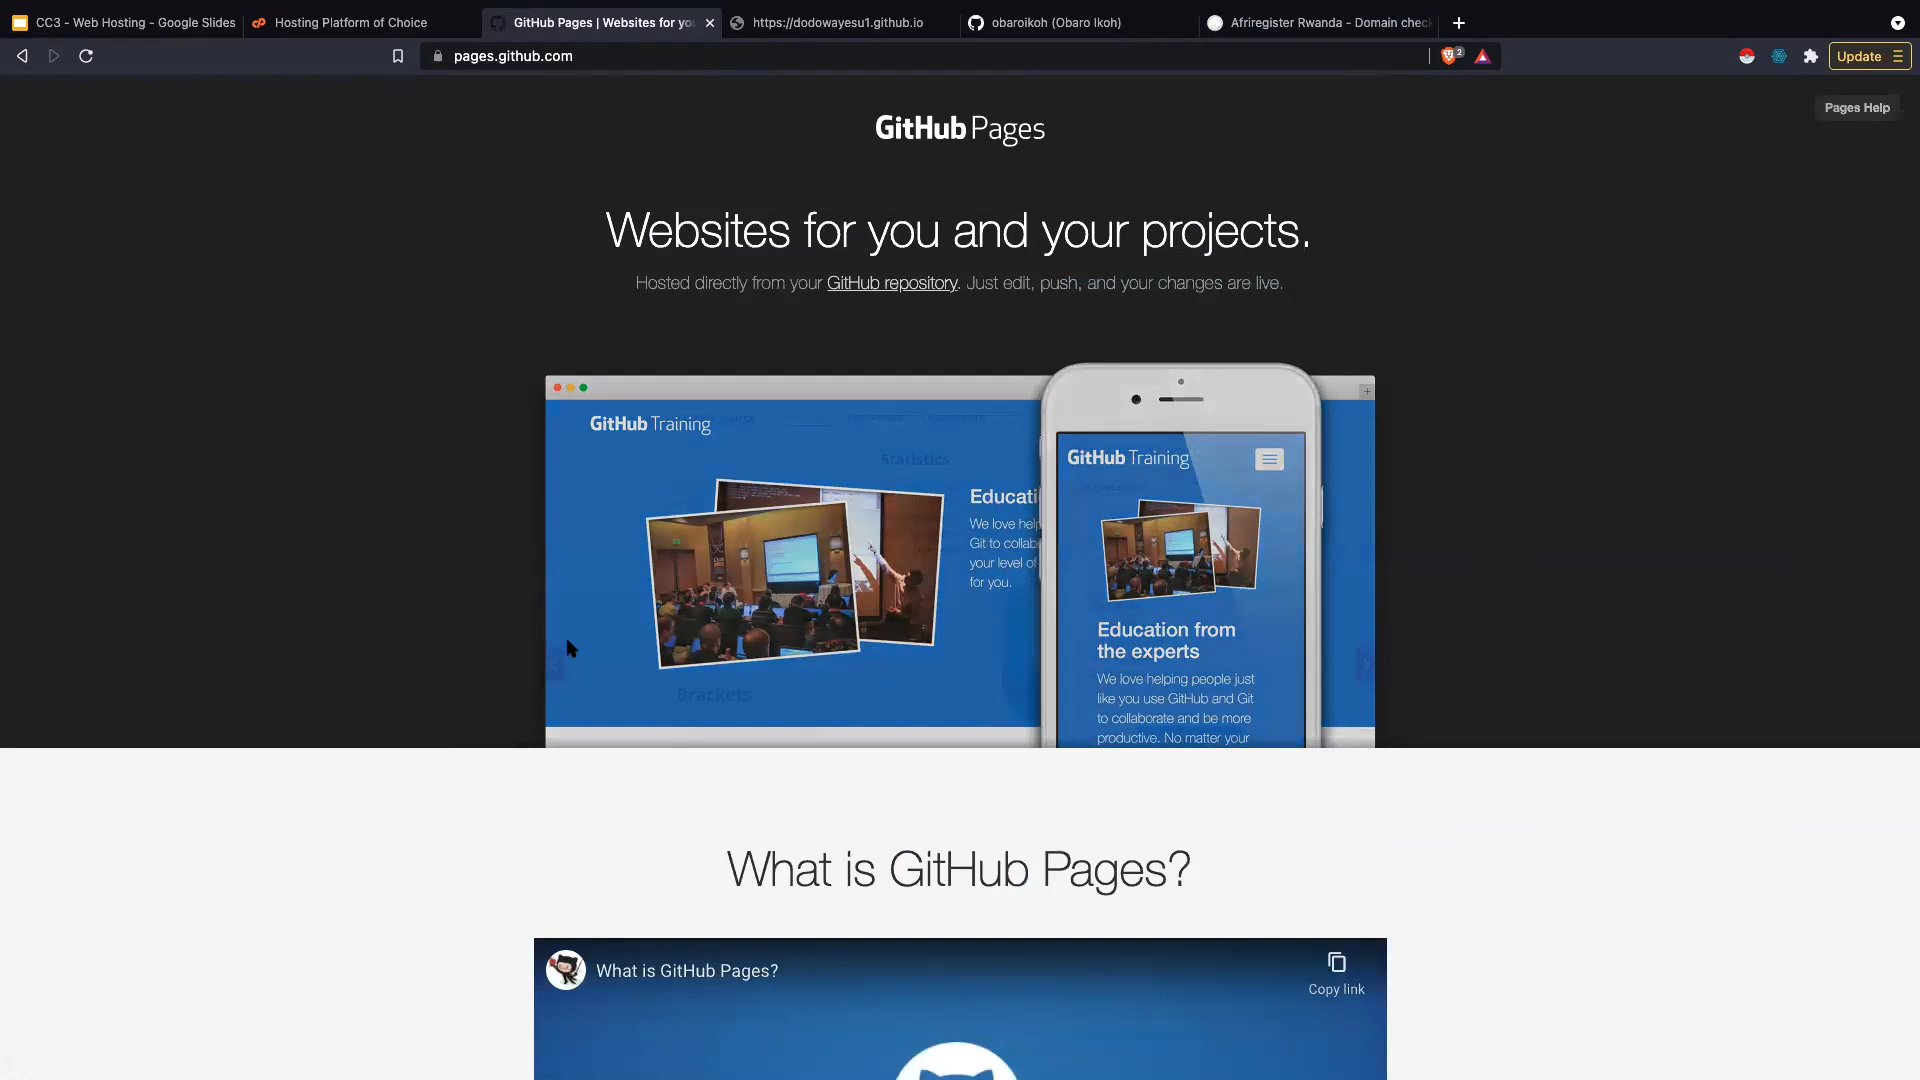 CC3 - Web Hosting - Google Slides
Hosting Platform of Choice
GitHub Pages | Websites for yo
https://dodowayesu1.github.io
obaroikoh (Obaro Ikoh)
Afriregister Rwanda - Domain chec
pages.github.com
2
Update
Pages Help
GitHub Pages
Websites for you and your projects.
Hosted directly from your GitHub repository. Just edit, push, and your changes are live.
GitHub Training
Statistics
Educati
We love help
Git to collab
your level of
for you.
Brackets
GitHub Training
Education from
the experts
We love helping people just
like you use GitHub and Git
to collaborate and be more
productive. No matter your
What is GitHub Pages?
What is GitHub Pages?
Copy link